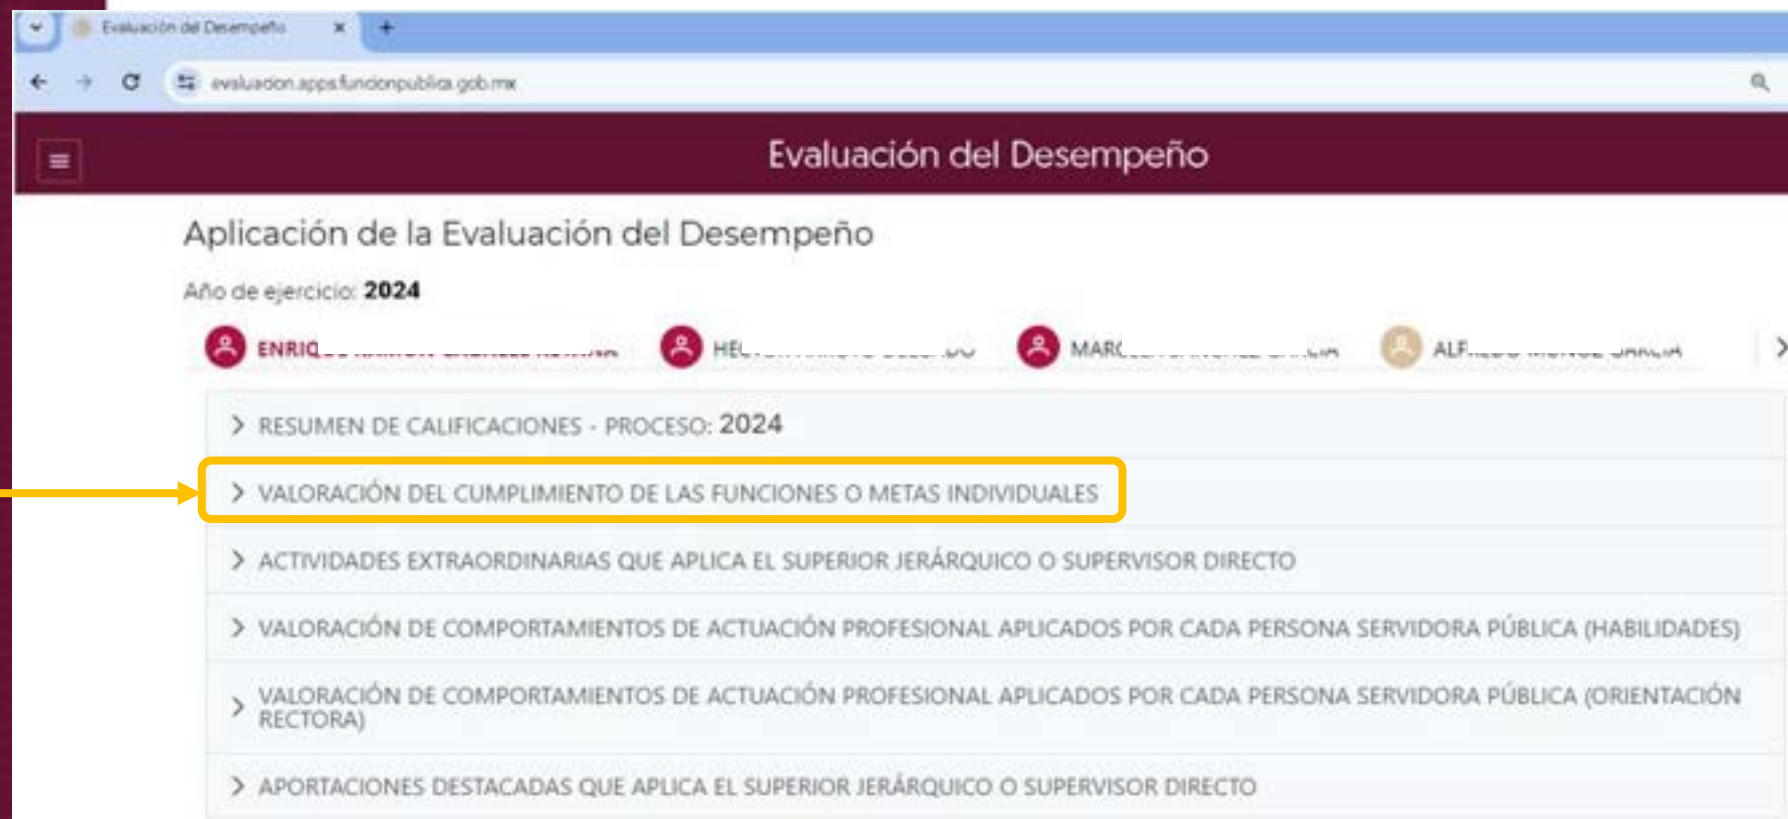 Evaluación del Desempeño
evaluacion.apps.funcionpublica.gob.mx
Evaluación del Desempeño
Aplicación de la Evaluación del Desempeño
Año de ejercicio: 2024
> RESUMEN DE CALIFICACIONES - PROCESO: 2024
> VALORACIÓN DEL CUMPLIMIENTO DE LAS FUNCIONES O METAS INDIVIDUALES
> ACTIVIDADES EXTRAORDINARIAS QUE APLICA EL SUPERIOR JERÁRQUICO O SUPERVISOR DIRECTO
> VALORACIÓN DE COMPORTAMIENTOS DE ACTUACIÓN PROFESIONAL APLICADOS POR CADA PERSONA SERVIDORA PÚBLICA (HABILIDADES)
> VALORACIÓN DE COMPORTAMIENTOS DE ACTUACIÓN PROFESIONAL APLICADOS POR CADA PERSONA SERVIDORA PÚBLICA (ORIENTACIÓN
RECTORA)
> APORTACIONES DESTACADAS QUE APLICA EL SUPERIOR JERÁRQUICO O SUPERVISOR DIRECTO